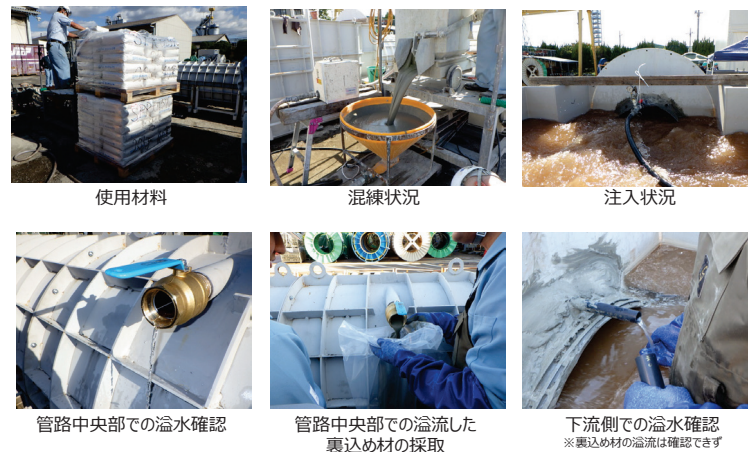 使用材料
混練状況
注入状況
管路中央部での溢水確認
管路中央部での溢流した
裏込め材の採取
下流側での溢水確認
※裏込め材の溢流は確認できず